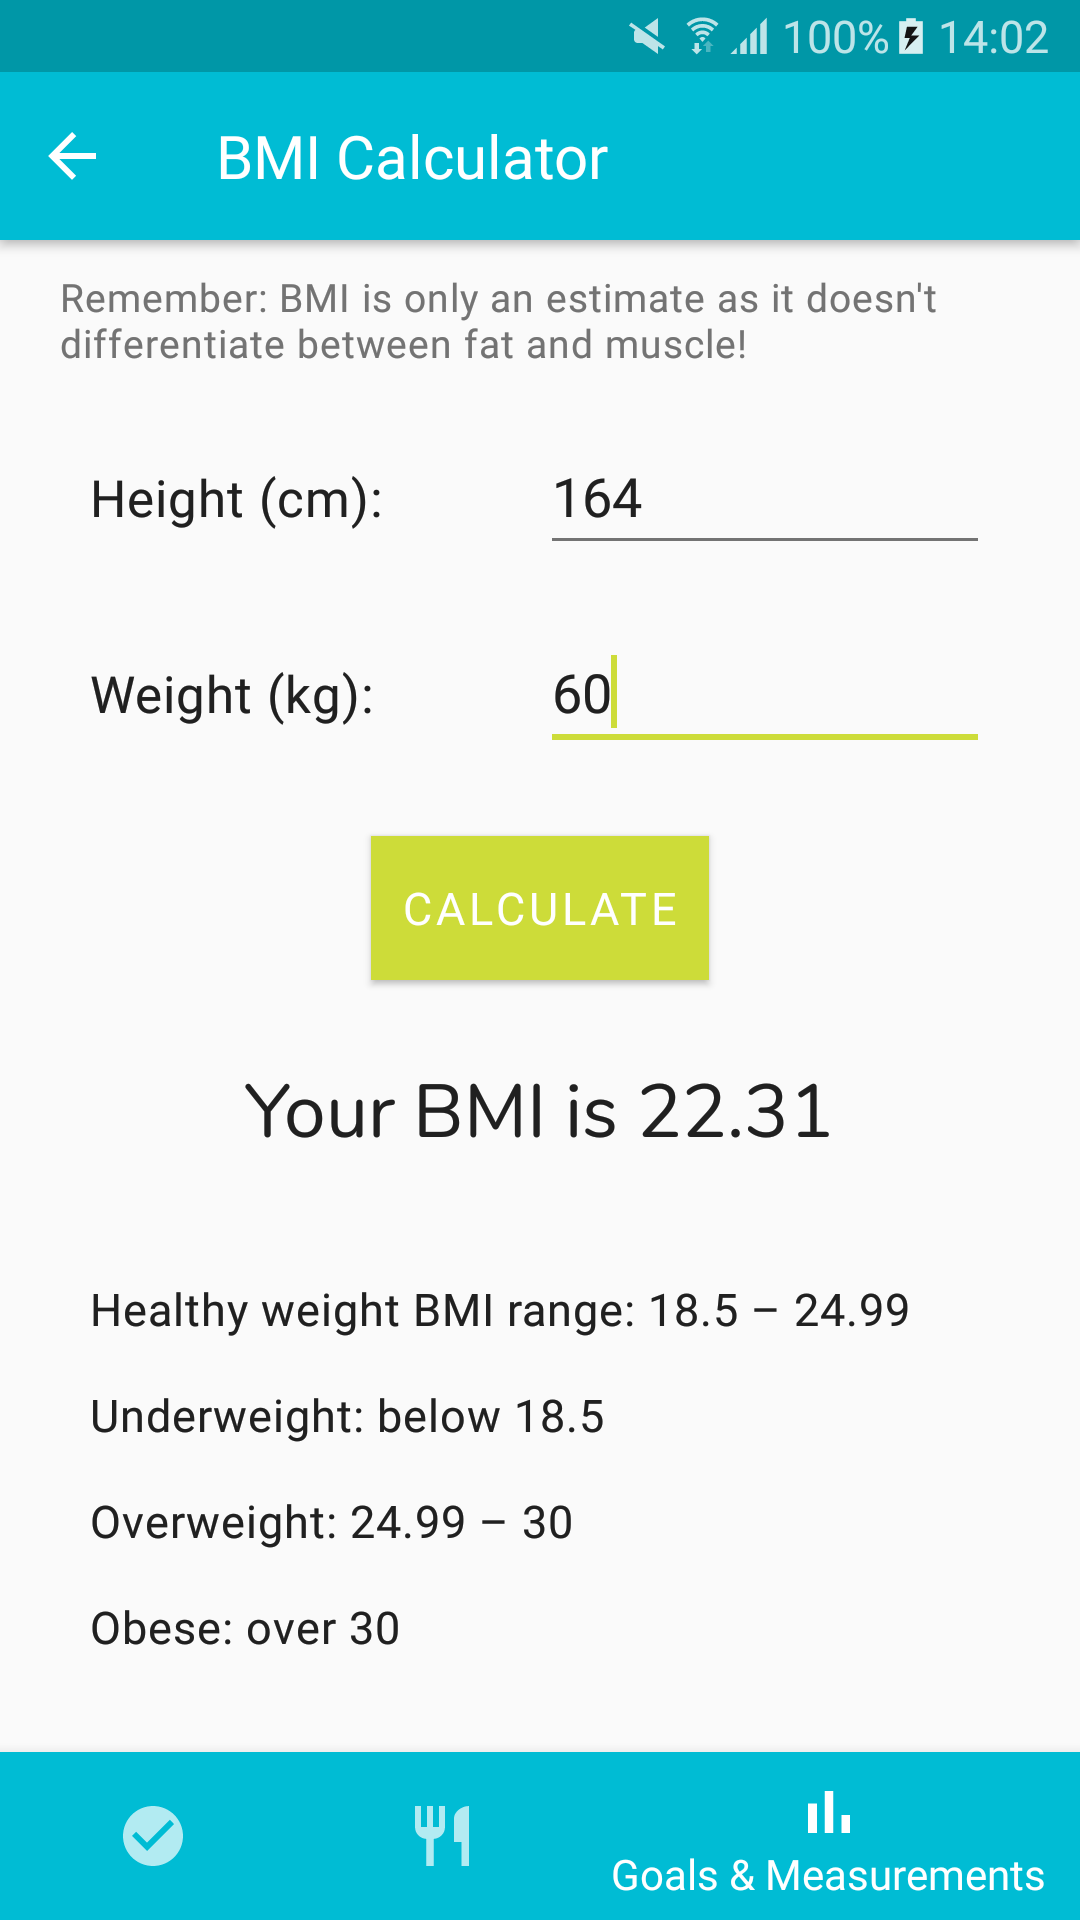 100% 14:02
BMI Calculator
Remember: BMI is only an estimate as it doesn't
differentiate between fat and muscle!
Height (cm): 164
Weight (kg): 60
CALCULATE
Your BMI is 22.31
Healthy weight BMI range: 18.5 – 24.99
Underweight: below 18.5
Overweight: 24.99 – 30
Obese: over 30
Goals & Measurements